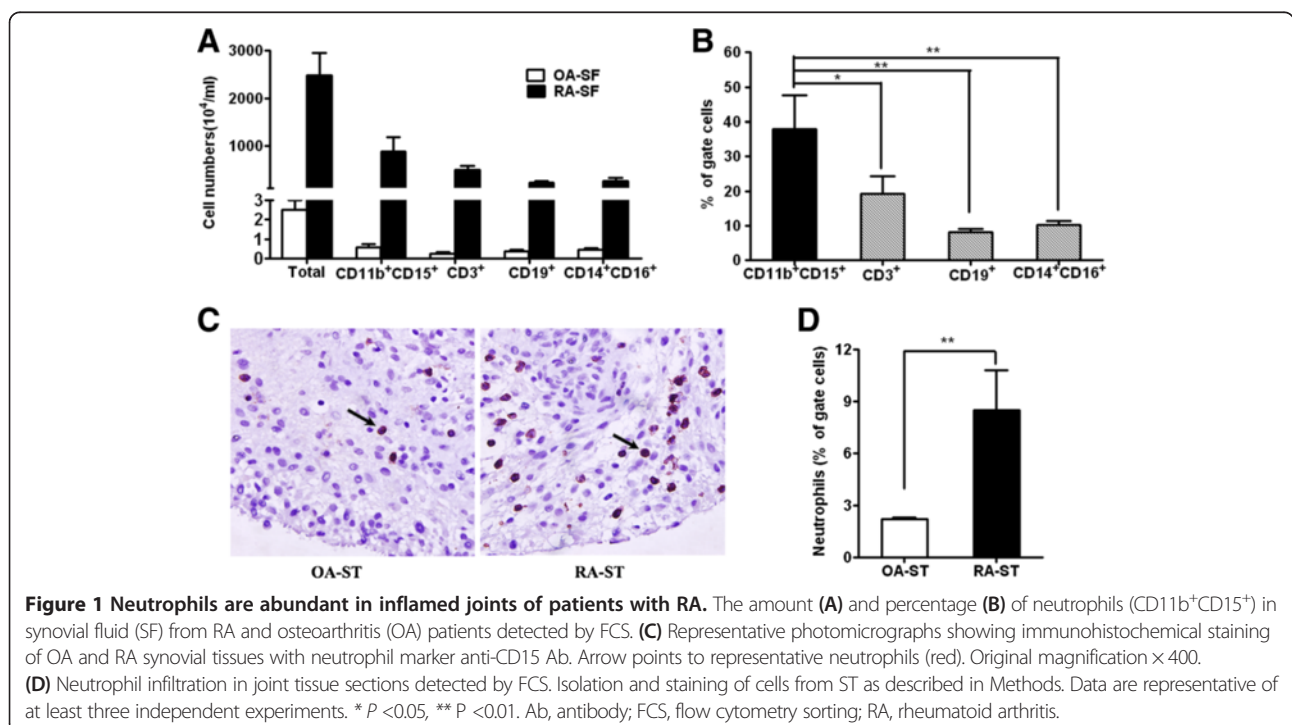 A
3000
2000
1000
3
2
1
0
Cell numbers(10⁴/ml)
OA-SF
RA-SF
Total CD11b⁺CD15⁺ CD3⁺ CD19⁺ CD14⁺CD16⁺
B
60
50
40
30
20
10
0
% of gate cells
**
**
*
CD11b⁺CD15⁺ CD3⁺ CD19⁺ CD14⁺CD16⁺
C
OA-ST RA-ST
D
12
9
6
3
0
Neutrophils (% of gate cells)
**
OA-ST RA-ST
Figure 1 Neutrophils are abundant in inflamed joints of patients with RA. The amount (A) and percentage (B) of neutrophils (CD11b⁺CD15⁺) in
synovial fluid (SF) from RA and osteoarthritis (OA) patients detected by FCS. (C) Representative photomicrographs showing immunohistochemical staining
of OA and RA synovial tissues with neutrophil marker anti-CD15 Ab. Arrow points to representative neutrophils (red). Original magnification × 400.
(D) Neutrophil infiltration in joint tissue sections detected by FCS. Isolation and staining of cells from ST as described in Methods. Data are representative of
at least three independent experiments. * P <0.05, ** P <0.01. Ab, antibody; FCS, flow cytometry sorting; RA, rheumatoid arthritis.